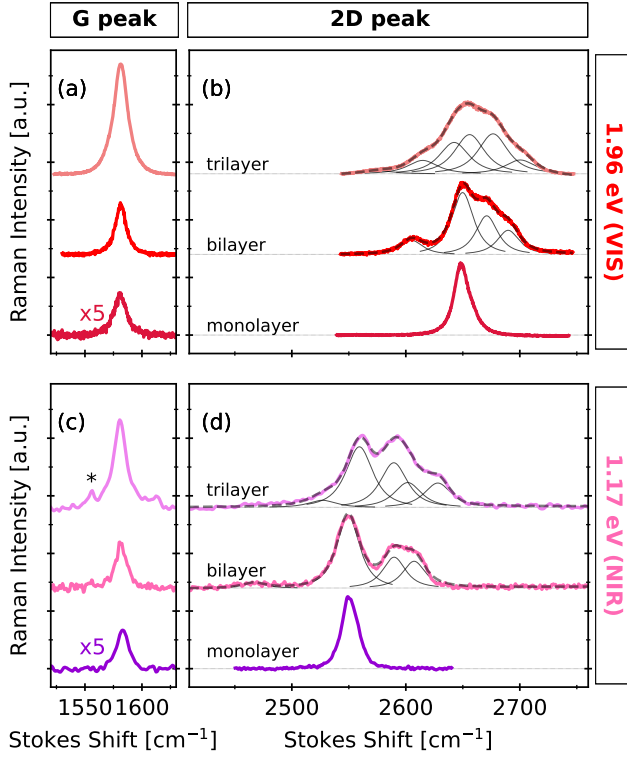 G peak
2D peak
Raman Intensity [a.u.]
(a)
x5
(b)
trilayer
bilayer
monolayer
1.96 eV (VIS)
Raman Intensity [a.u.]
(c)
*
x5
1550 1600
Stokes Shift [cm⁻¹]
(d)
trilayer
bilayer
monolayer
2500 2600 2700
Stokes Shift [cm⁻¹]
1.17 eV (NIR)